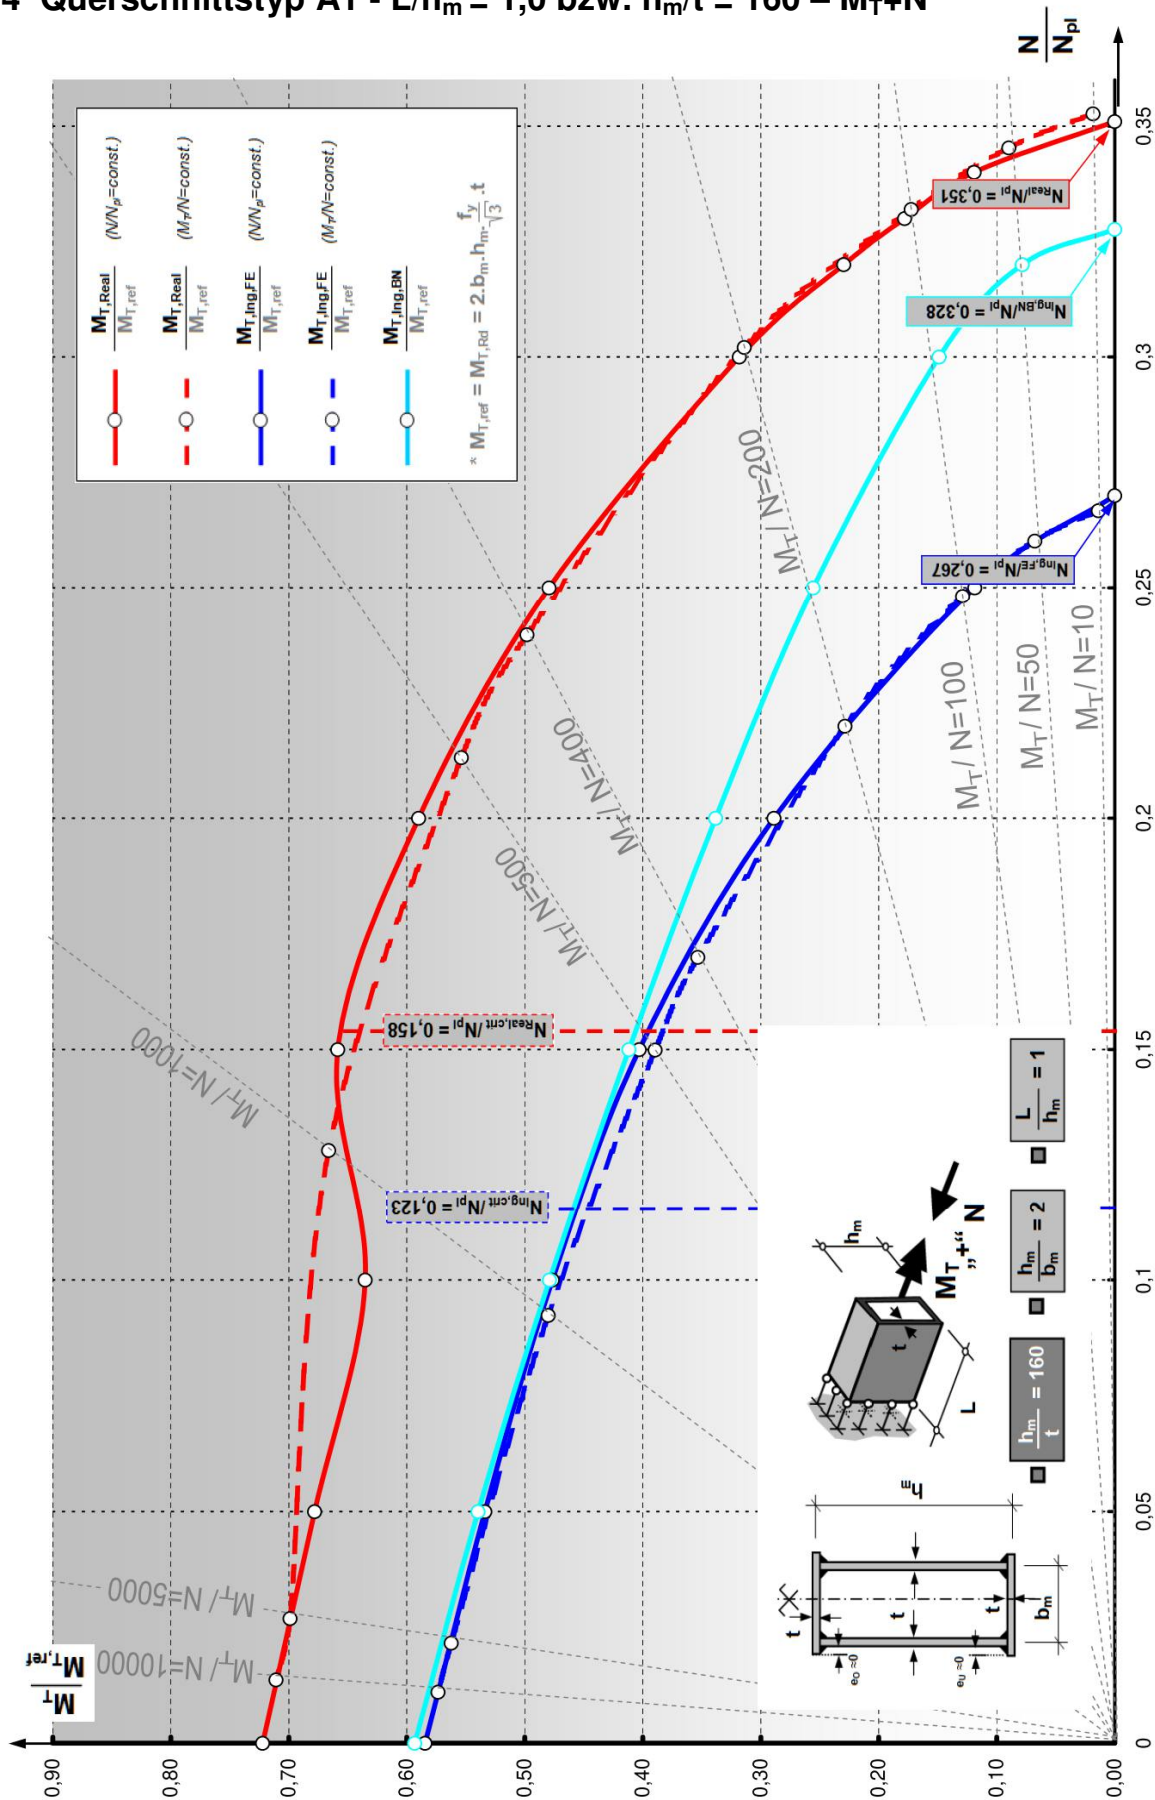 4 Querschnittstyp A1 - L/hm = 1,0 bzw. hm/t = 160 – MT+N
MT
MT,ref
0,90
0,80
0,70
0,60
0,50
0,40
0,30
0,20
0,10
0,00
0
0,05
0,1
0,15
0,2
0,25
0,3
0,35
N
Npl
MT,Real
MT,ref
(N/Npl=const.)
MT,Real
MT,ref
(MT/N=const.)
MT,Ing,FE
MT,ref
(N/Npl=const.)
MT,Ing,FE
MT,ref
(MT/N=const.)
MT,Ing,BN
MT,ref
* MT,ref = MT,Rd = 2.bm.hm.fy/√3.t
MT/ N=10000
MT/ N=5000
MT/ N=1000
MT/ N=500
MT/ N=400
MT/ N=200
MT/ N=100
MT/ N=50
MT/ N=10
NIng,crit/Npl = 0,123
NReal,crit/Npl = 0,158
NIng,FE/Npl = 0,267
NIng,BN/Npl = 0,328
NReal/Npl = 0,351
t
t
t
eo ≈0
eu ≈0
hm
bm
hm
t
L
MT „+“ N
hm/t = 160
hm/bm = 2
L/hm = 1